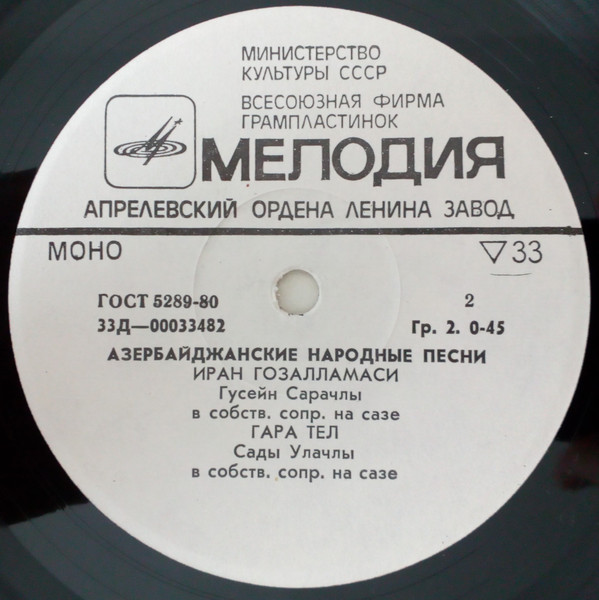 МИНИСТЕРСТВО
КУЛЬТУРЫ СССР
ВСЕСОЮЗНАЯ ФИРМА
ГРАМПЛАСТИНОК
МЕЛОДИЯ
АПРЕЛЕВСКИЙ ОРДЕНА ЛЕНИНА ЗАВОД
МОНО ▽33
ГОСТ 5289-80 2
33Д—00033482 Гр. 2. 0-45
АЗЕРБАЙДЖАНСКИЕ НАРОДНЫЕ ПЕСНИ
ИРАН ГОЗАЛЛАМАСИ
Гусейн Сарачлы
в собств. сопр. на сазе
ГАРА ТЕЛ
Сады Улачлы
в собств. сопр. на сазе